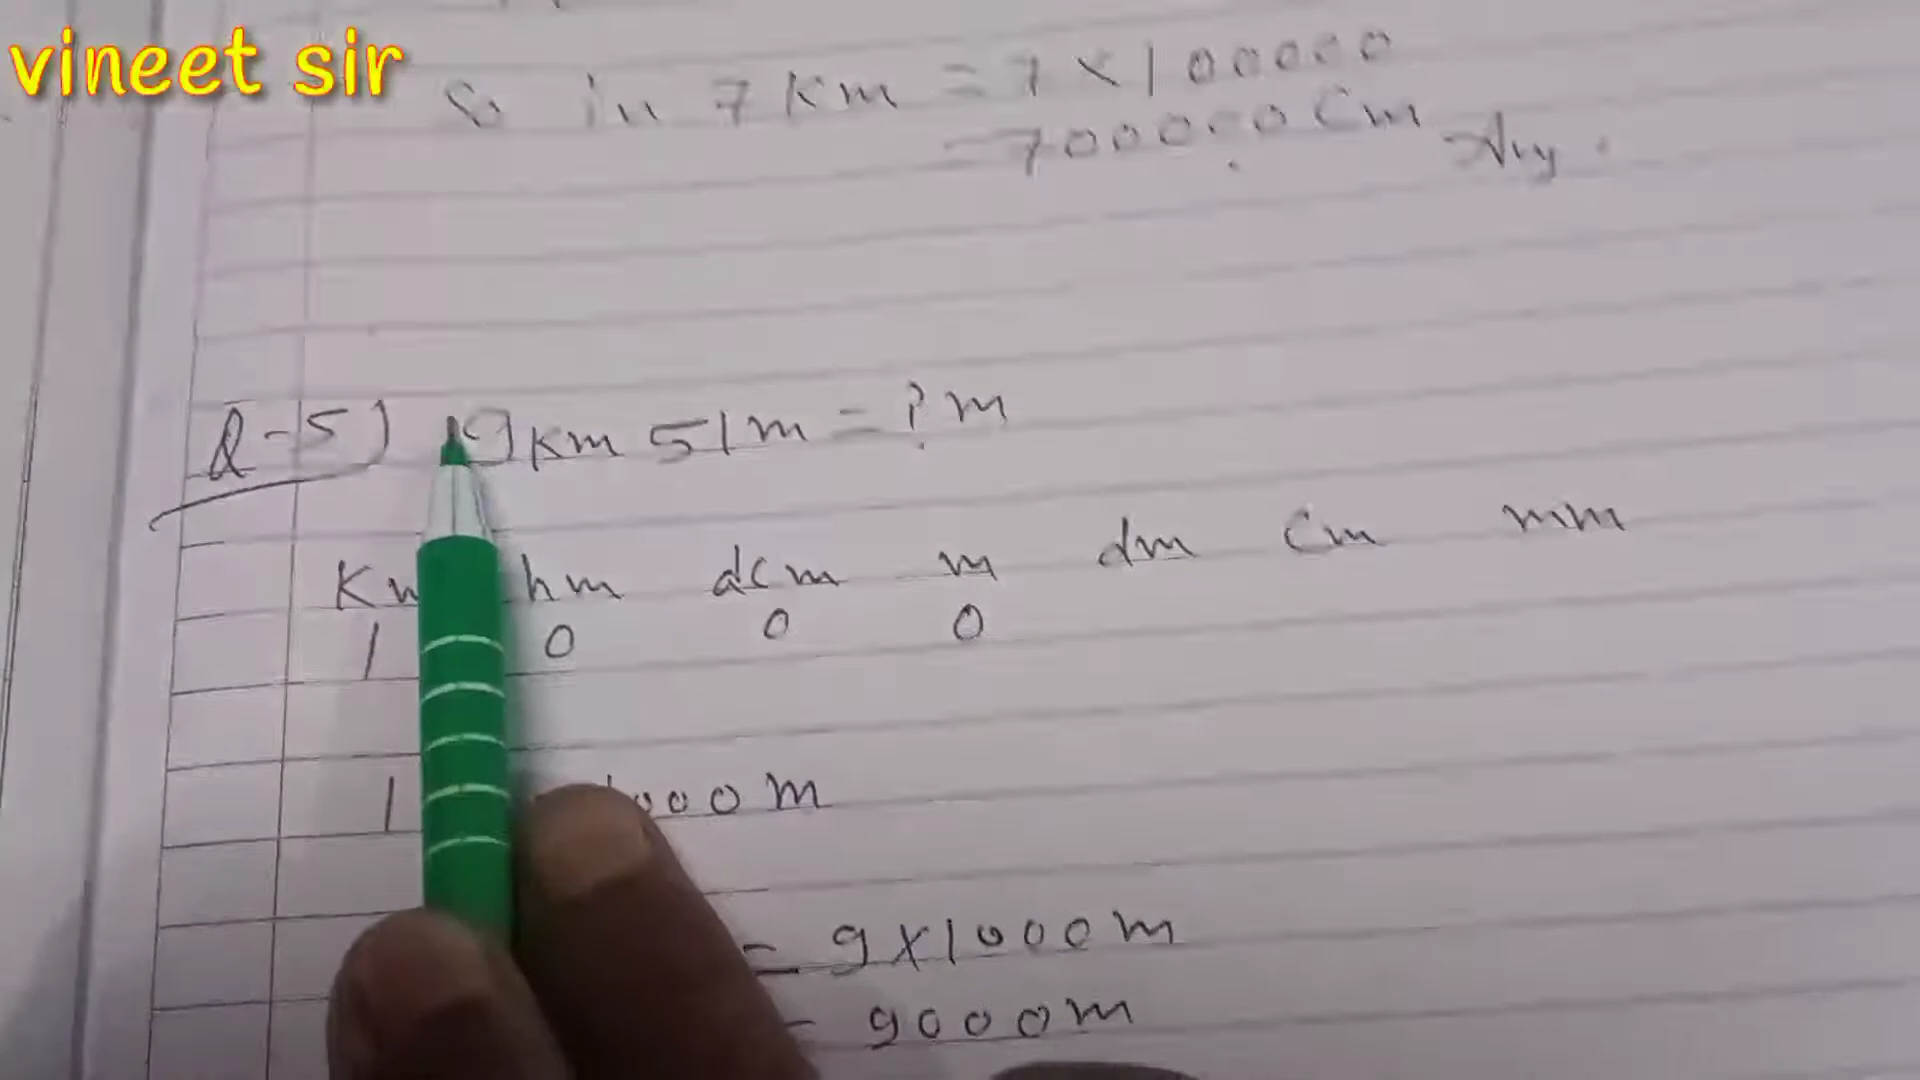 vineet sir
So in 7 Km = 7 × 100000
= 700000 Cm Ans.
Q-5) 9 Km 51 m = ? m
hm dcm m dm Cm mm
1 0 0 0
1 000 m
= 9×1000 m
= 9000 m